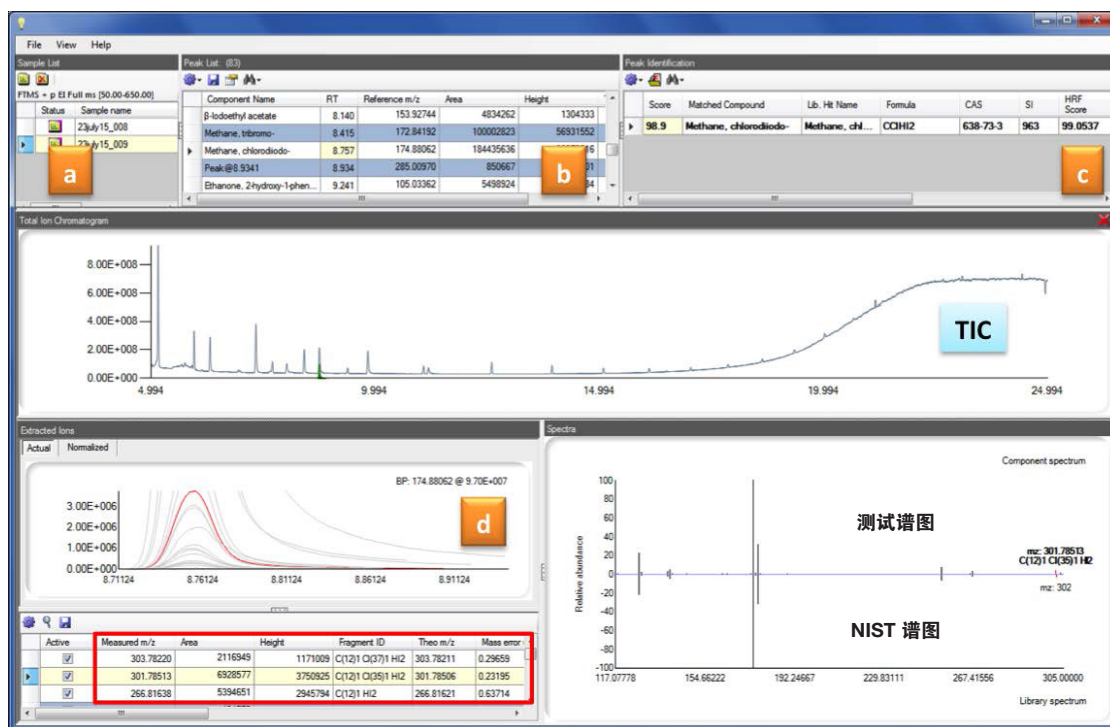 File View Help
Sample List
FTMS + p EI Full ms [50.00-650.00]
Status Sample name
23july15_008
23july15_009
a
Peak List: (83)
Component Name RT Reference m/z Area Height
β-Iodoethyl acetate 8.140 153.92744 4834262 1304333
Methane, tribromo- 8.415 172.84192 100002823 56931552
Methane, chlorodiiodo- 8.757 174.88062 184435636
Peak@8.9341 8.934 285.00970 850667
Ethanone, 2-hydroxy-1-phen... 9.241 105.03362 5498924
b
Peak Identification
Score Matched Compound Lib. Hit Name Formula CAS SI HRF Score
98.9 Methane, chlorodiiodo- Methane, chl... CClHI2 638-73-3 963 99.0537
c
Total Ion Chromatogram
8.00E+008
6.00E+008
4.00E+008
2.00E+008
0.00E+000
4.994 9.994 14.994 19.994 24.994
TIC
Extracted Ions
Actual Normalized
BP: 174.88062 @ 9.70E+007
3.00E+006
2.00E+006
1.00E+006
0.00E+000
8.71124 8.76124 8.81124 8.86124 8.91124
d
Active Measured m/z Area Height Fragment ID Theo m/z Mass error
303.78220 2116949 1171009 C(12)1 Cl(37)1 HI2 303.78211 0.29659
301.78513 6928577 3750925 C(12)1 Cl(35)1 HI2 301.78506 0.23195
266.81638 5394651 2945794 C(12)1 HI2 266.81621 0.63714
Spectra
Component spectrum
Relative abundance
100
80
60
40
20
0
-20
-40
-60
-80
-100
测试谱图
mz: 301.78513
C(12)1 Cl(35)1 HI2
mz: 302
NIST 谱图
117.07778 154.66222 192.24667 229.83111 267.41556 305.00000
Library spectrum